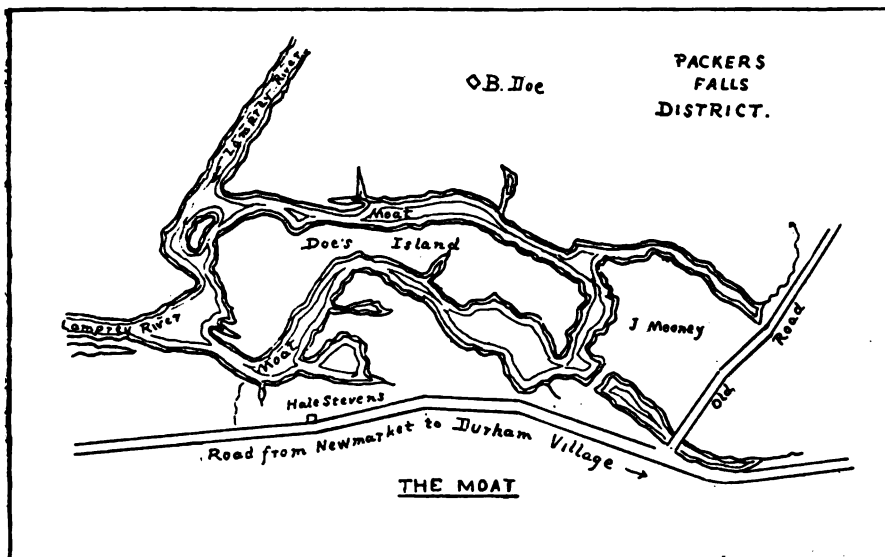 PACKERS
FALLS
DISTRICT.
B. Doe
Lamprey River
Moat
Doe's Island
Lamprey River
J Mooney
Moat
Old Road
Hale Stevens
Road from Newmarket to Durham Village
THE MOAT